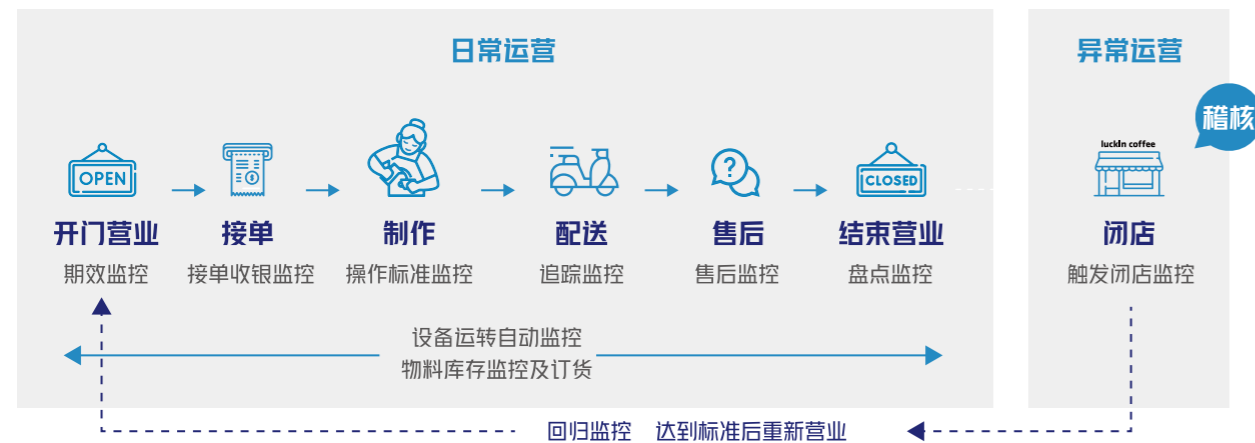 日常运营
异常运营
稽核
OPEN
CLOSED
luckin coffee
开门营业
接单
制作
配送
售后
结束营业
闭店
期效监控
接单收银监控
操作标准监控
追踪监控
售后监控
盘点监控
触发闭店监控
设备运转自动监控
物料库存监控及订货
回归监控 达到标准后重新营业